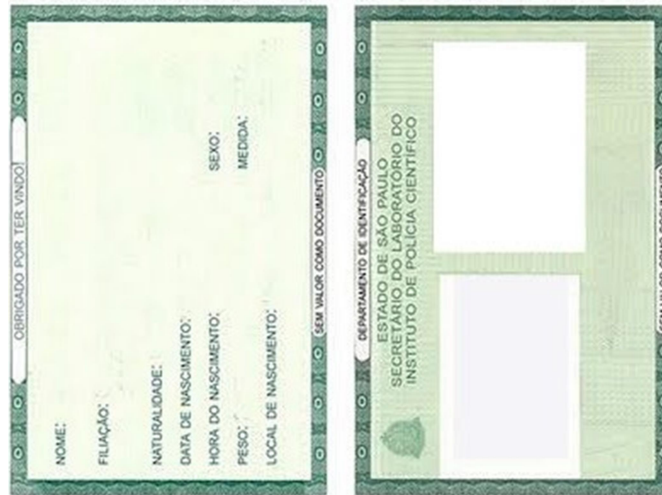 OBRIGADO POR TER VINDO!
NOME:
FILIAÇÃO:
NATURALIDADE:
DATA DE NASCIMENTO:
HORA DO NASCIMENTO: SEXO:
PESO: MEDIDA:
LOCAL DE NASCIMENTO:
SEM VALOR COMO DOCUMENTO
DEPARTAMENTO DE IDENTIFICAÇÃO
ESTADO DE SÃO PAULO
SECRETÁRIO DO LABORATÓRIO DO
INSTITUTO DE POLÍCIA CIENTÍFICO